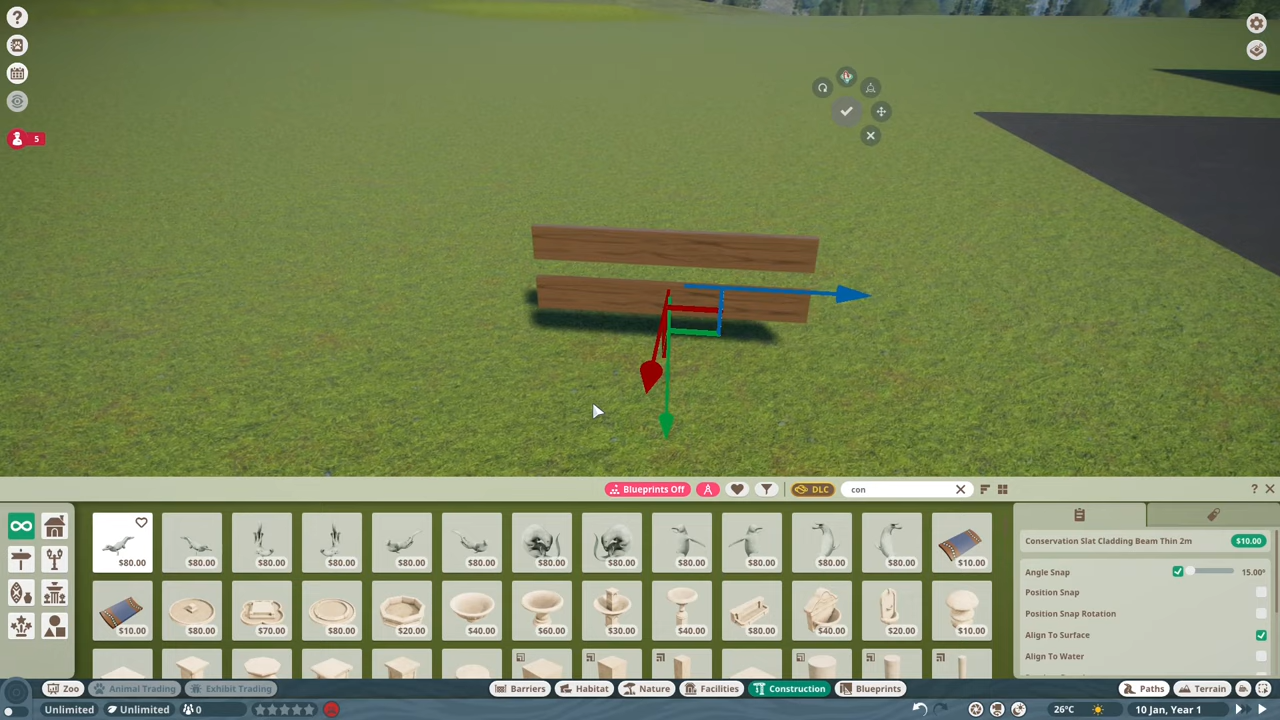 ?
5
Blueprints Off
DLC
con
?
$80.00 $80.00 $80.00 $80.00 $80.00 $80.00 $80.00 $80.00 $80.00 $80.00 $80.00 $80.00 $10.00
$10.00 $80.00 $70.00 $80.00 $20.00 $40.00 $60.00 $30.00 $40.00 $80.00 $40.00 $20.00 $10.00
Conservation Slat Cladding Beam Thin 2m $10.00
Angle Snap 15.00°
Position Snap
Position Snap Rotation
Align To Surface
Align To Water
Zoo Animal Trading Exhibit Trading Barriers Habitat Nature Facilities Construction Blueprints Paths Terrain
Unlimited Unlimited 0 26°C 10 Jan, Year 1